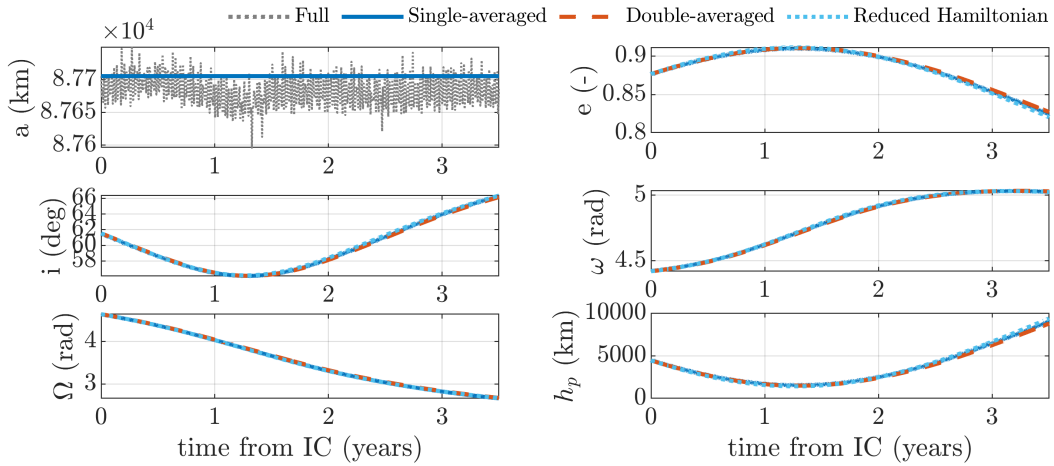 Full Single-averaged Double-averaged Reduced Hamiltonian
×10⁴
8.77
8.765
8.76
a (km)
0 1 2 3
0.9
0.85
0.8
e (-)
0 1 2 3
66
64
62
60
58
i (deg)
0 1 2 3
5
4.5
ω (rad)
0 1 2 3
4
3
Ω (rad)
0 1 2 3
time from IC (years)
10000
5000
0
hₚ (km)
0 1 2 3
time from IC (years)